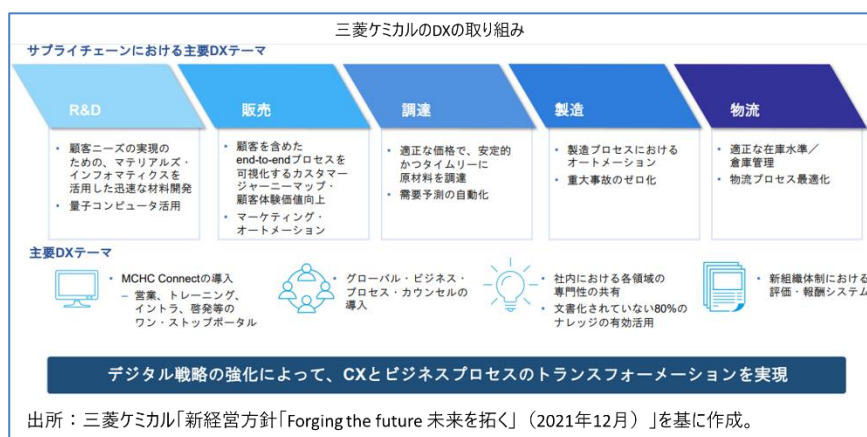 三菱ケミカルのDXの取り組み
サプライチェーンにおける主要DXテーマ
R&D
• 顧客ニーズの実現の
ための、マテリアルズ・
インフォマティクスを
活用した迅速な材料開発
• 量子コンピュータ活用
販売
• 顧客を含めた
end-to-endプロセスを
可視化するカスタマー
ジャーニーマップ・
顧客体験価値向上
• マーケティング・
オートメーション
調達
• 適正な価格で、安定的
かつタイムリーに
原材料を調達
• 需要予測の自動化
製造
• 製造プロセスにおける
オートメーション
• 重大事故のゼロ化
物流
• 適正な在庫水準/
倉庫管理
• 物流プロセス最適化
主要DXテーマ
• MCHC Connectの導入
– 営業、トレーニング、
イントラ、啓発等の
ワン・ストップポータル
• グローバル・ビジネス・
プロセス・カウンセルの
導入
• 社内における各領域の
専門性の共有
• 文書化されていない80%の
ナレッジの有効活用
• 新組織体制における
評価・報酬システム
デジタル戦略の強化によって、CXとビジネスプロセスのトランスフォーメーションを実現
出所：三菱ケミカル「新経営方針「Forging the future 未来を拓く」（2021年12月）」を基に作成。